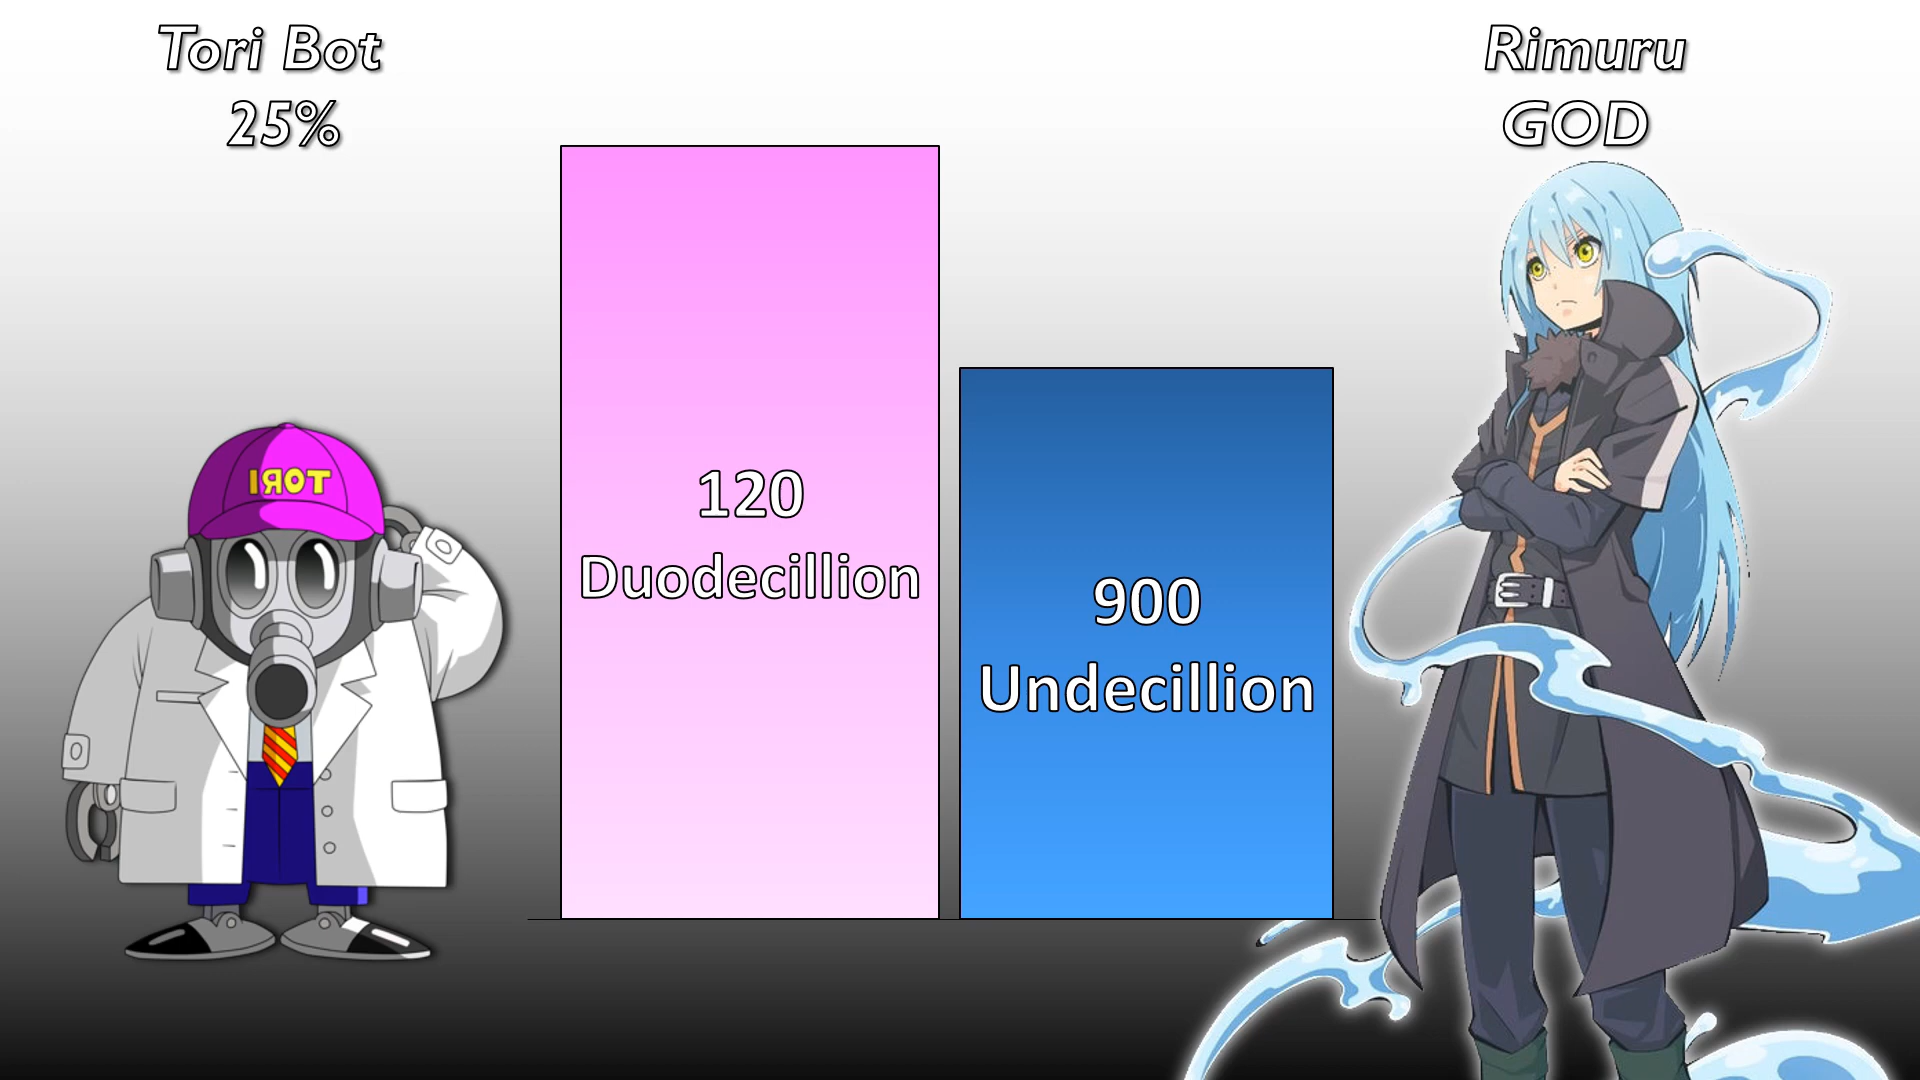 Tori Bot
25%
Rimuru
GOD
TORI
120
Duodecillion
900
Undecillion